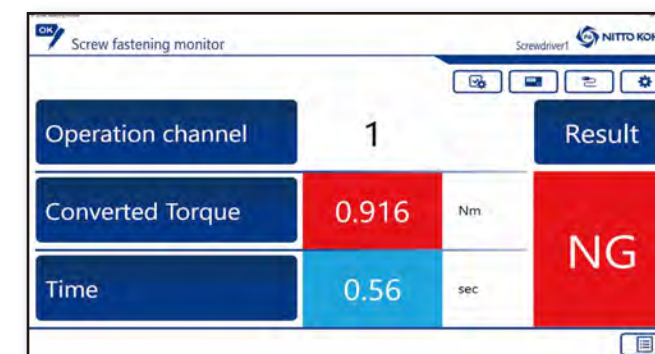 OK
Screw fastening monitor
Screwdriver1 NITTO KOH
Operation channel 1 Result
Converted Torque 0.916 Nm
NG
Time 0.56 sec